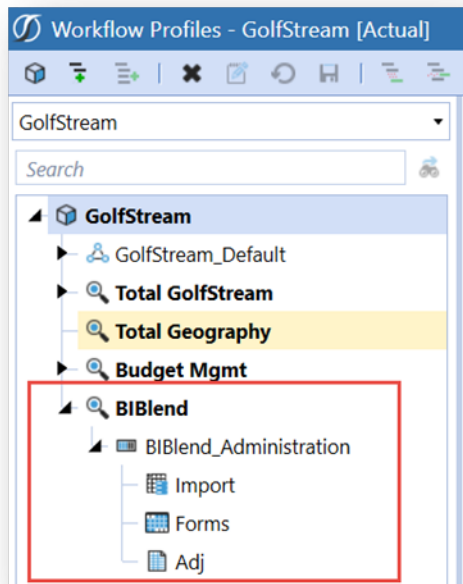 Workflow Profiles - GolfStream [Actual]
GolfStream
Search
GolfStream
GolfStream_Default
Total GolfStream
Total Geography
Budget Mgmt
BIBlend
BIBlend_Administration
Import
Forms
Adj